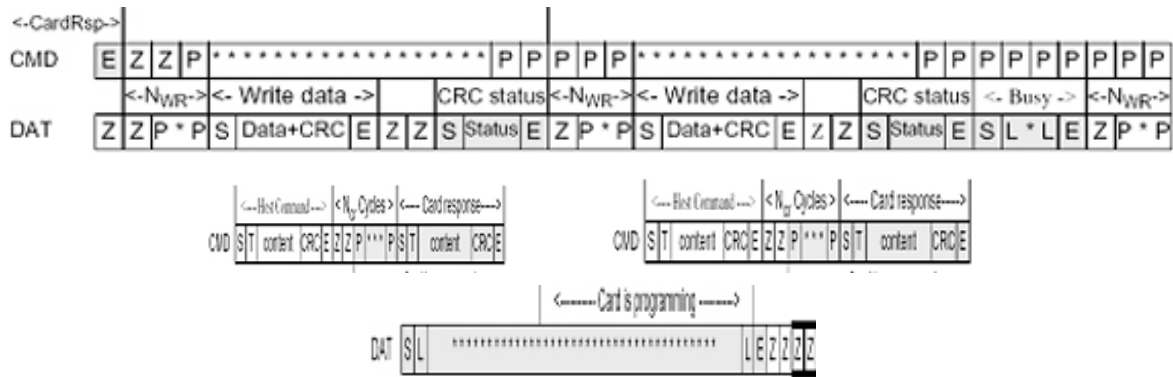 <-CardRsp->
CMD E Z Z P * * * * * * * * * * * * * * * * * * P P P P P * * * * * * * * * * * * * * * * * * P P P P P P P P P
<-NWR-> <- Write data -> CRC status <-NWR-> <- Write data -> CRC status <- Busy -> <-NWR->
DAT Z Z P * P S Data+CRC E Z Z S Status E Z P * P S Data+CRC E Z Z S Status E S L * L E Z P * P
<---Host Command---> <Ncr Cycles> <---- Card response---->
CMD S T content CRC E Z Z P * * * P S T content CRC E
<---Host Command---> <Ncr Cycles> <---- Card response---->
CMD S T content CRC E Z Z P * * * P S T content CRC E
<-------Card is programming ------->
DAT S L ************************************ L E Z Z Z Z